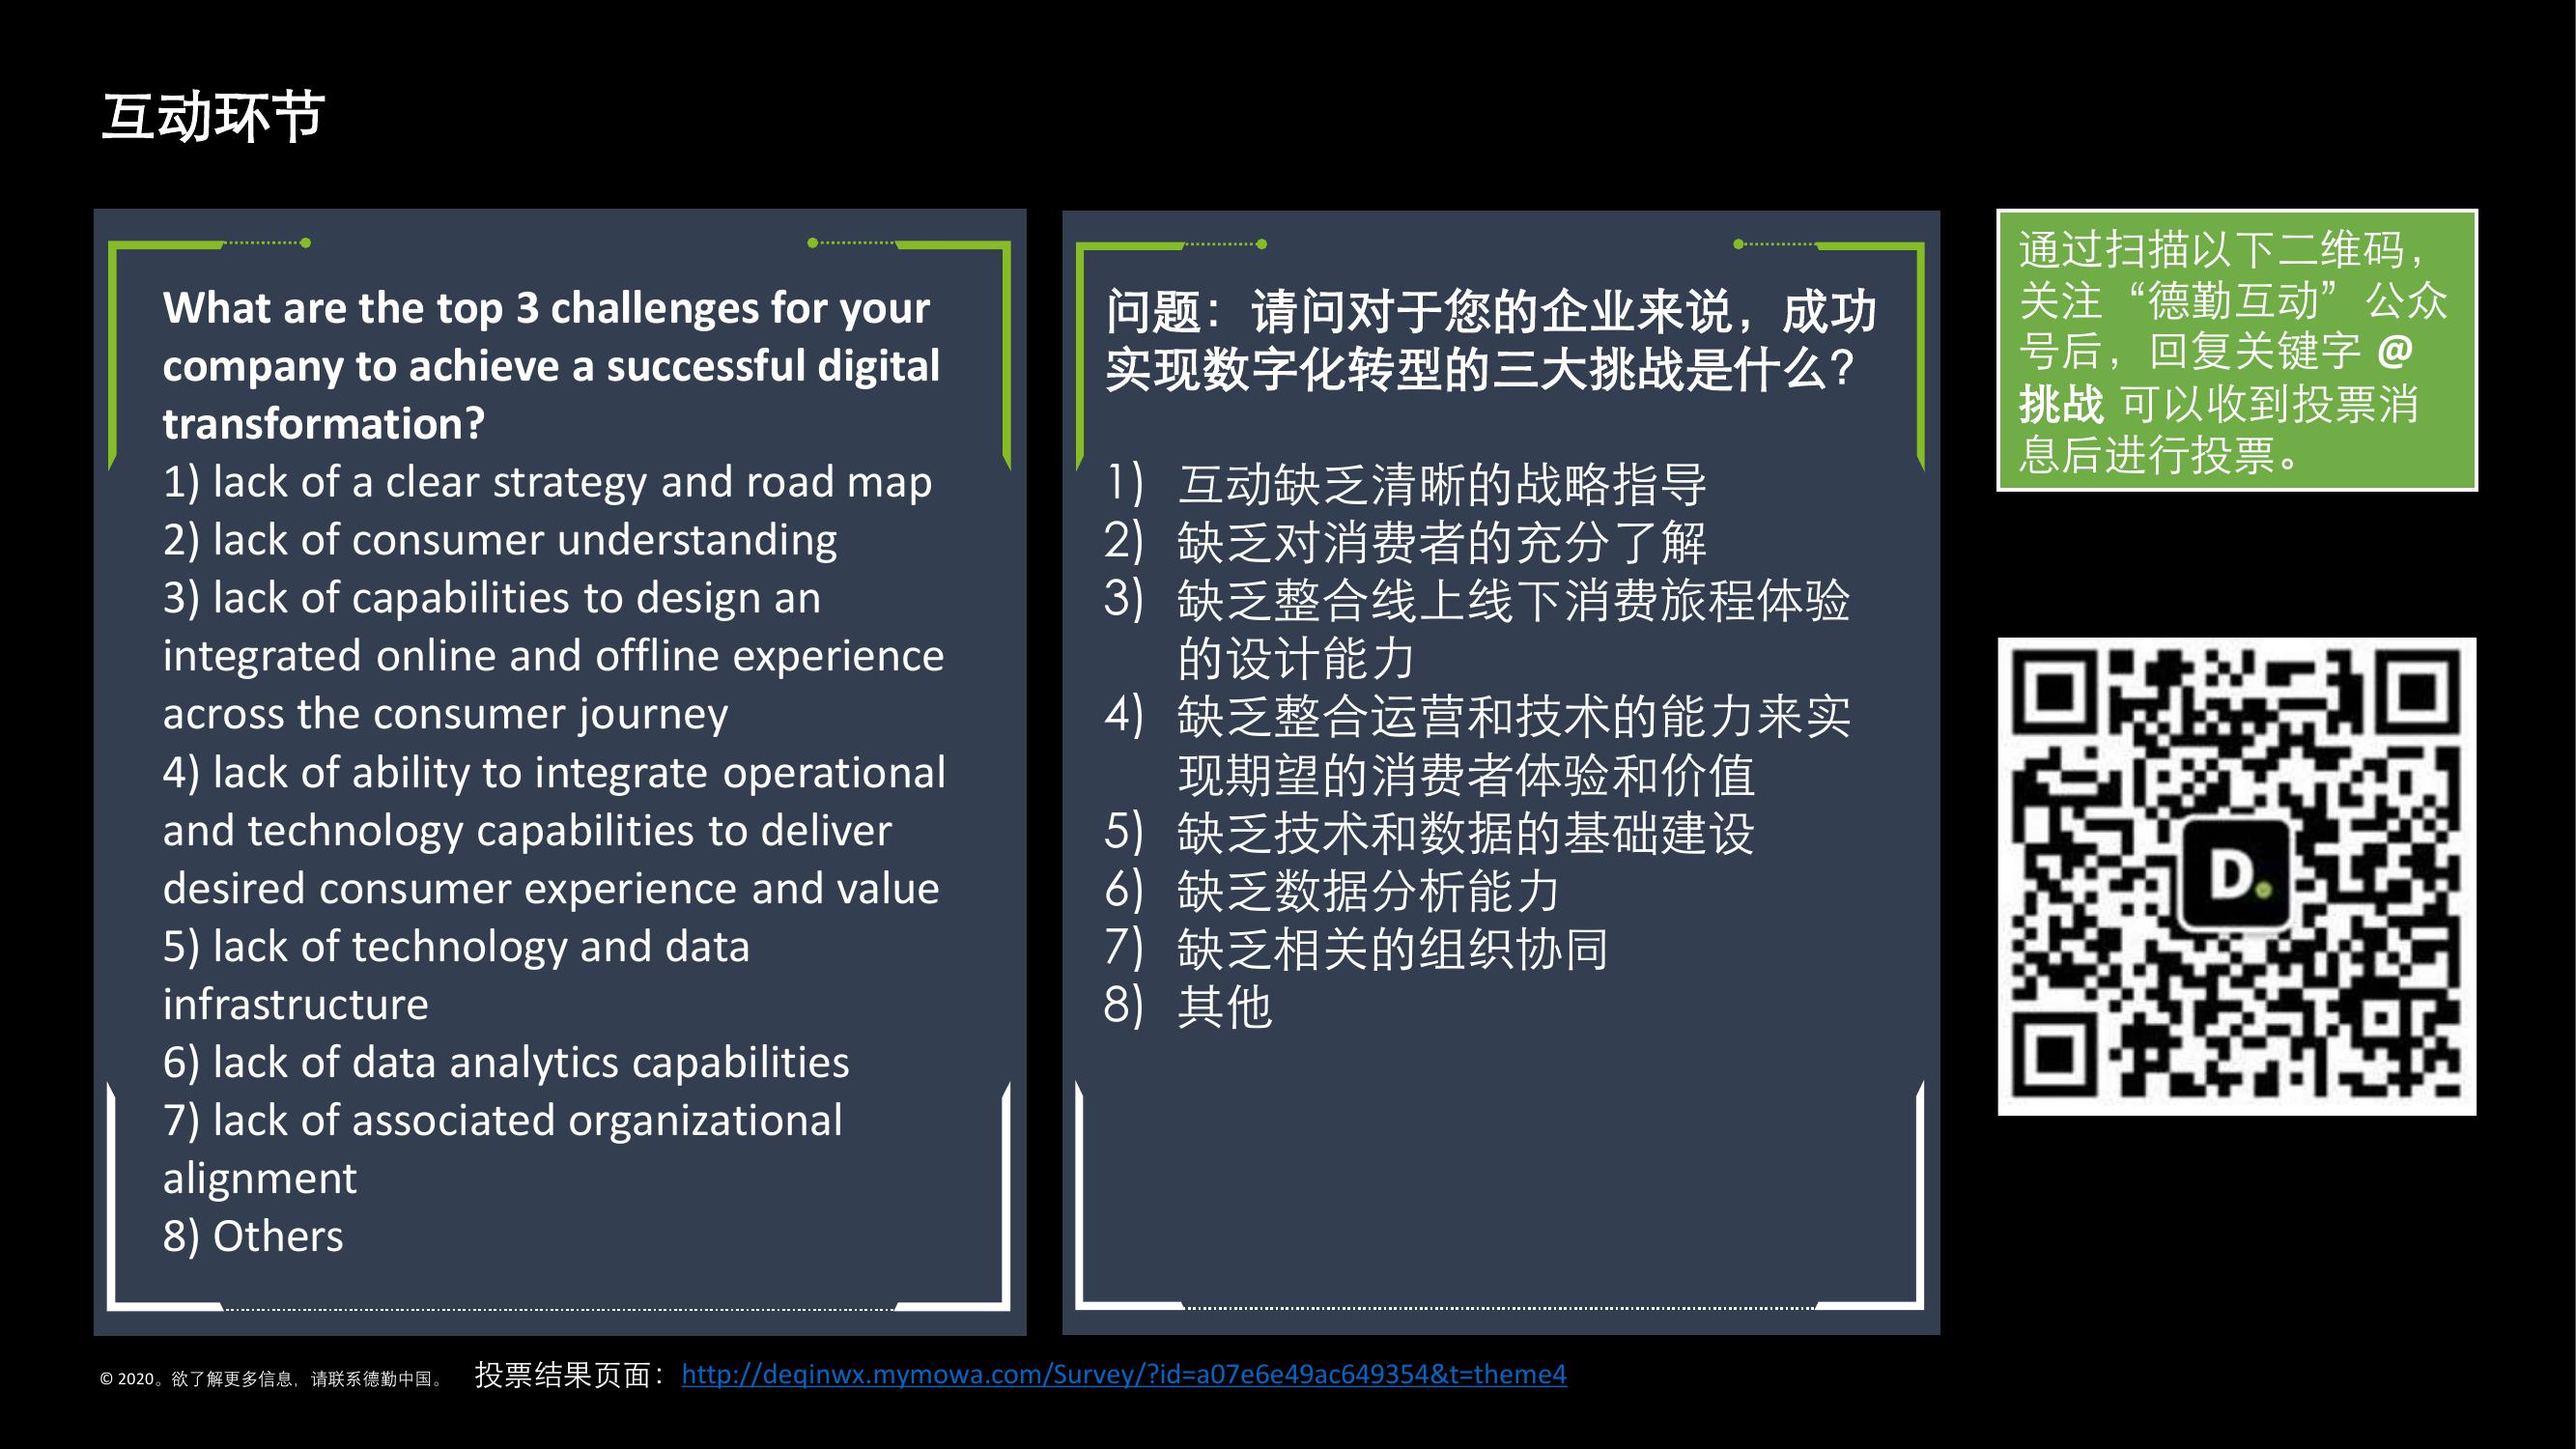 互动环节
What are the top 3 challenges for your
company to achieve a successful digital
transformation?
1) lack of a clear strategy and road map
2) lack of consumer understanding
3) lack of capabilities to design an
integrated online and offline experience
across the consumer journey
4) lack of ability to integrate operational
and technology capabilities to deliver
desired consumer experience and value
5) lack of technology and data
infrastructure
6) lack of data analytics capabilities
7) lack of associated organizational
alignment
8) Others
问题：请问对于您的企业来说，成功
实现数字化转型的三大挑战是什么？
1) 互动缺乏清晰的战略指导
2) 缺乏对消费者的充分了解
3) 缺乏整合线上线下消费旅程体验
的设计能力
4) 缺乏整合运营和技术的能力来实
现期望的消费者体验和价值
5) 缺乏技术和数据的基础建设
6) 缺乏数据分析能力
7) 缺乏相关的组织协同
8) 其他
通过扫描以下二维码，
关注“德勤互动”公众
号后，回复关键字 @
挑战 可以收到投票消
息后进行投票。
D.
© 2020。欲了解更多信息，请联系德勤中国。
投票结果页面：http://deqinwx.mymowa.com/Survey/?id=a07e6e49ac649354&t=theme4